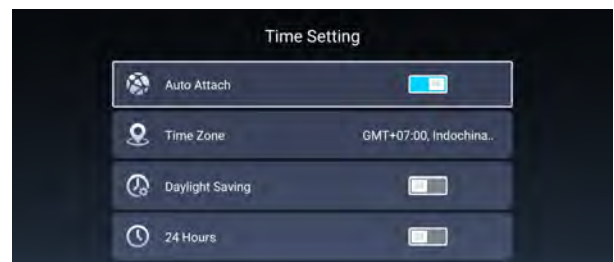 Time Setting
Auto Attach
Time Zone GMT+07:00, Indochina..
Daylight Saving
24 Hours